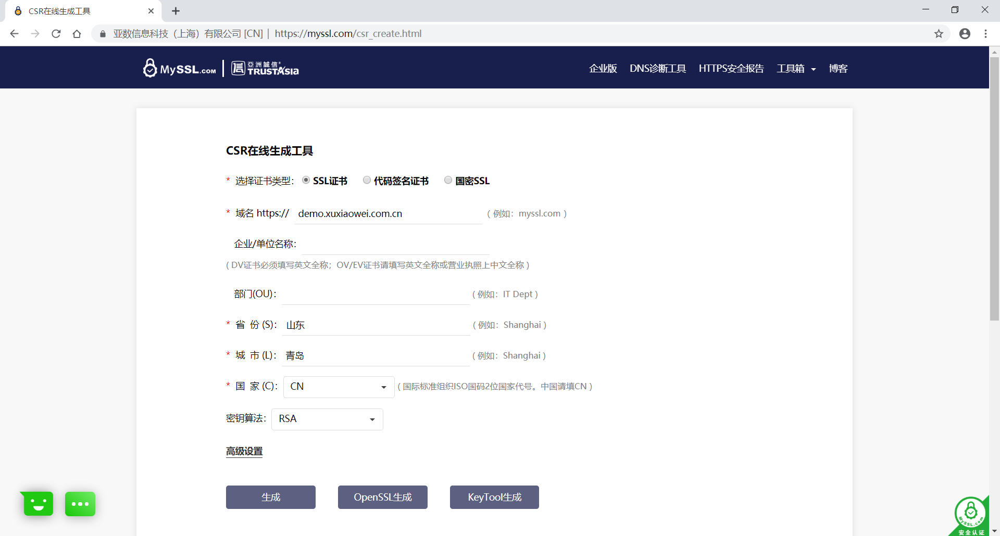 CSR在线生成工具
亚数信息科技（上海）有限公司 [CN] | https://myssl.com/csr_create.html
MySSL.com | 亞洲誠信® TRUSTAsia 企业版 DNS诊断工具 HTTPS安全报告 工具箱 博客
CSR在线生成工具
* 选择证书类型： SSL证书 代码签名证书 国密SSL
* 域名 https:// demo.xuxiaowei.com.cn ( 例如：myssl.com )
企业/单位名称：
( DV证书必须填写英文全称；OV/EV证书请填写英文全称或营业执照上中文全称 )
部门(OU)： ( 例如：IT Dept )
* 省 份 (S)： 山东 ( 例如：Shanghai )
* 城 市 (L)： 青岛 ( 例如：Shanghai )
* 国 家 (C)： CN ( 国际标准组织ISO国码2位国家代号。中国请填CN )
密钥算法： RSA
高级设置
生成 OpenSSL生成 KeyTool生成
MySSL.com
安全认证